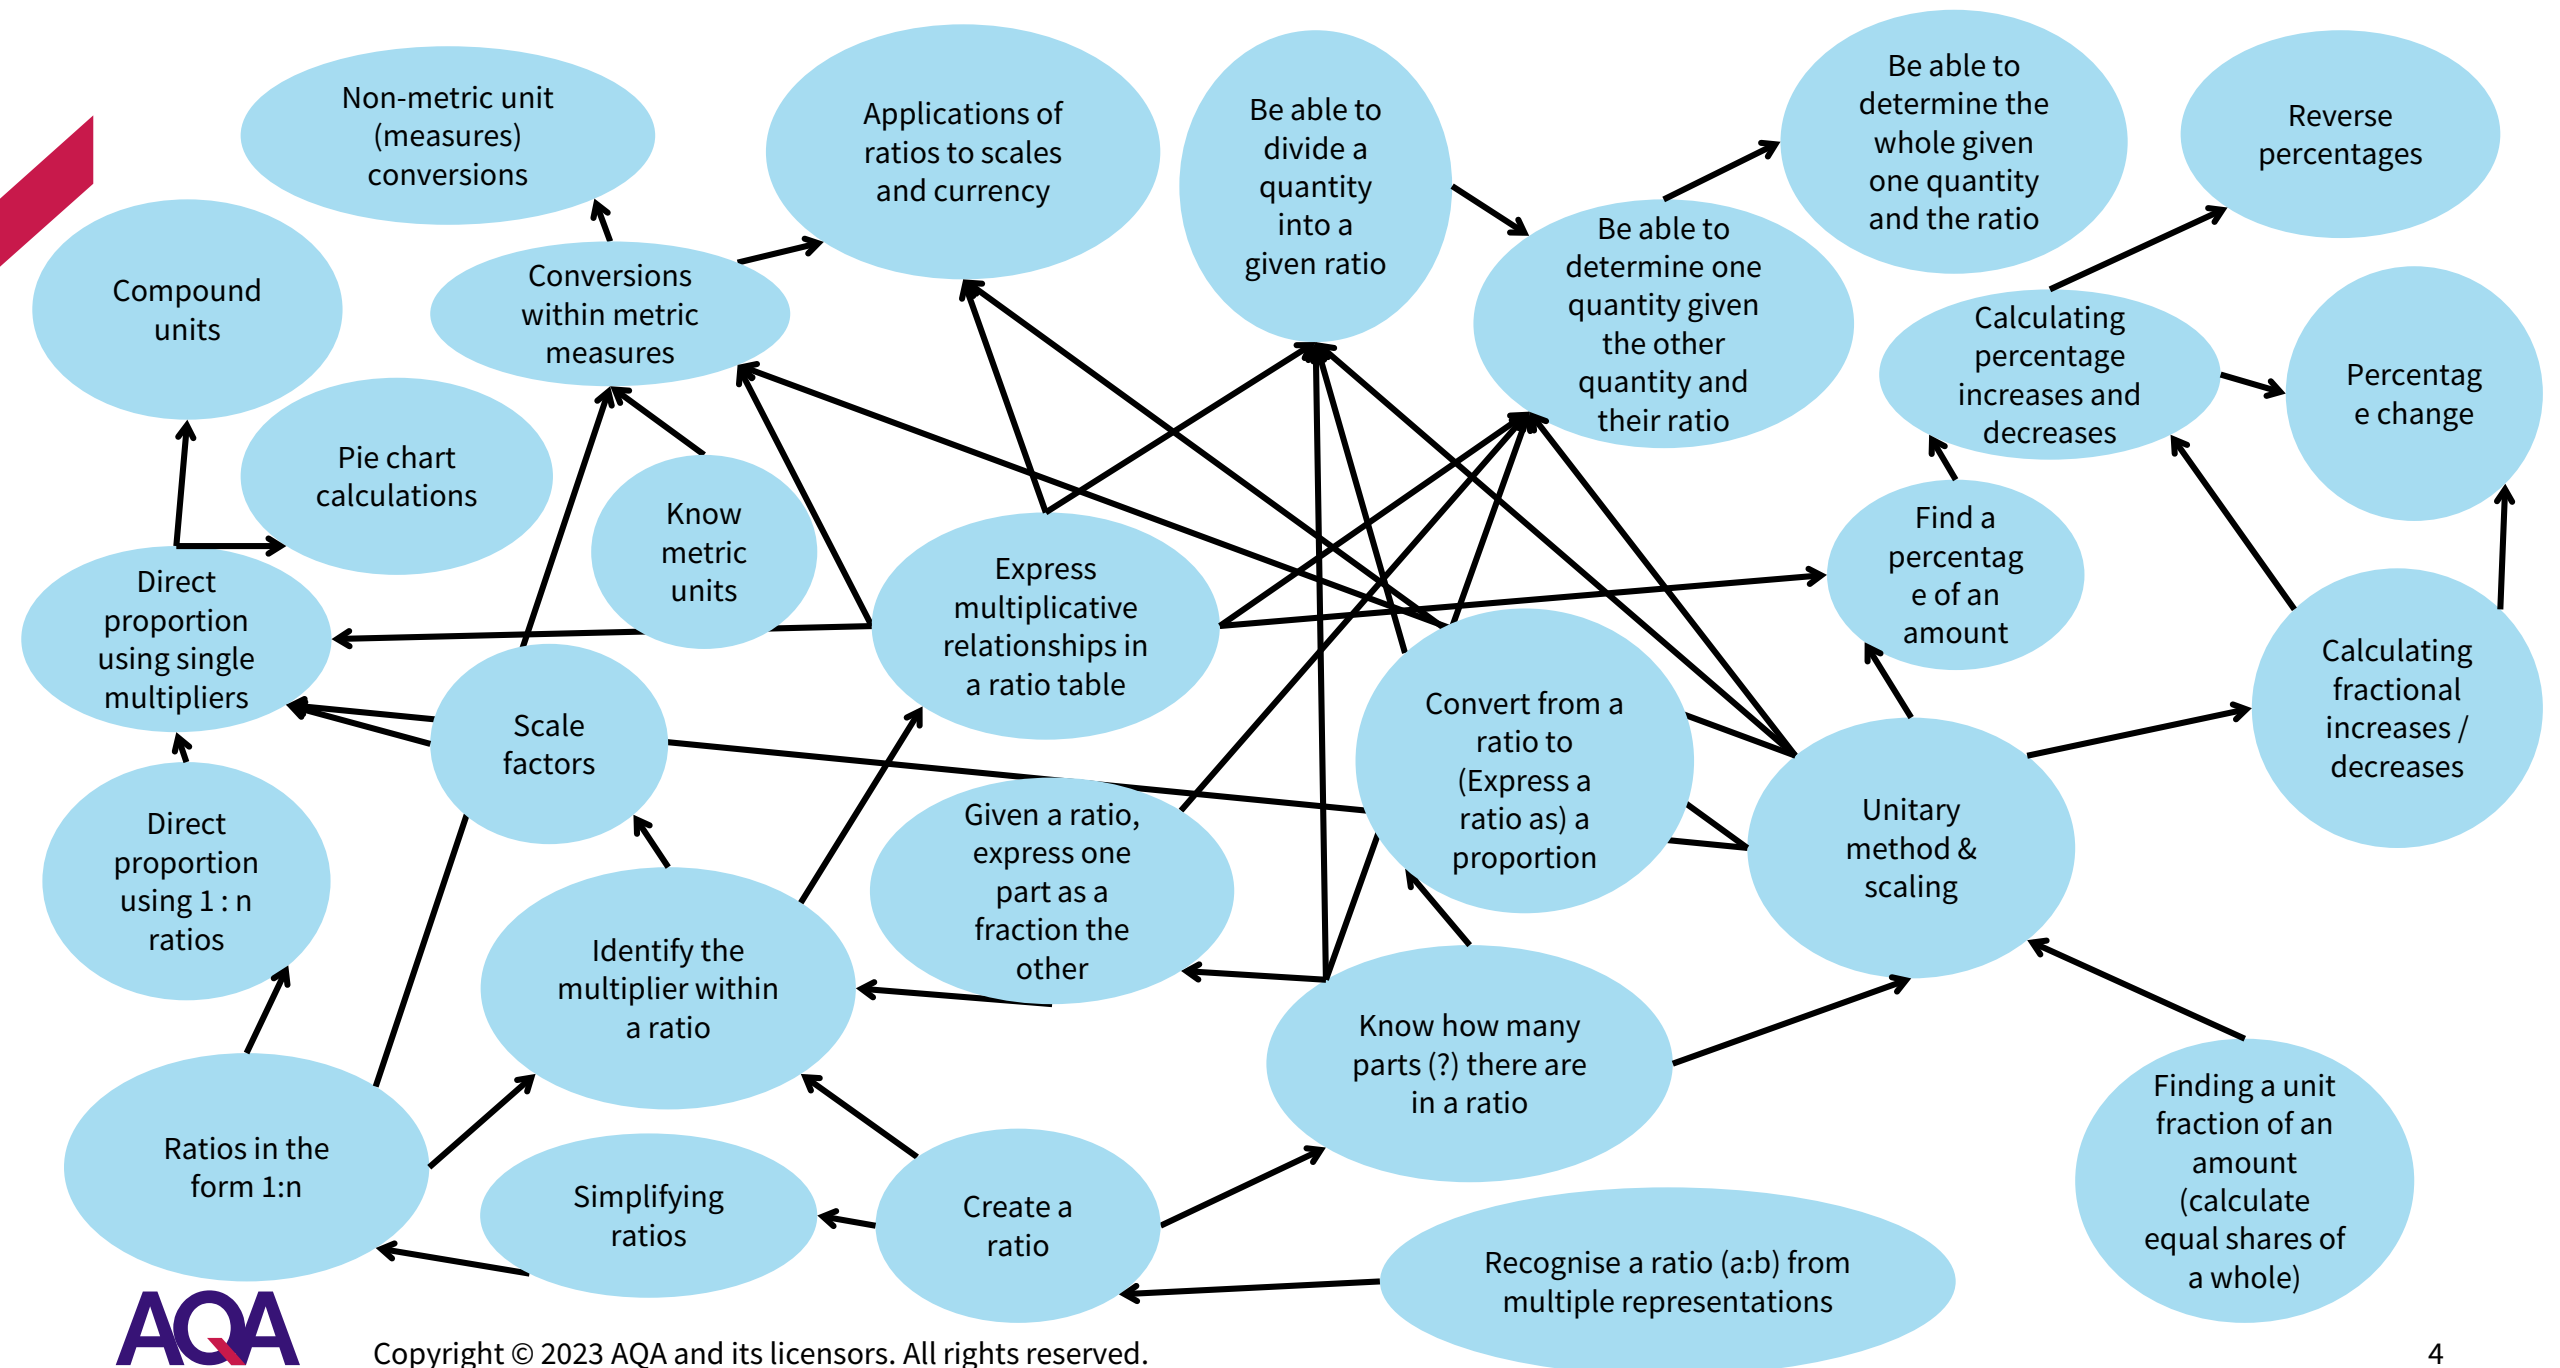 Non-metric unit
(measures)
conversions
Applications of
ratios to scales
and currency
Be able to
divide a
quantity
into a
given ratio
Be able to
determine the
whole given
one quantity
and the ratio
Reverse
percentages
Compound
units
Conversions
within metric
measures
Be able to
determine one
quantity given
the other
quantity and
their ratio
Calculating
percentage
increases and
decreases
Percentag
e change
Pie chart
calculations
Know
metric
units
Express
multiplicative
relationships in
a ratio table
Find a
percentag
e of an
amount
Direct
proportion
using single
multipliers
Scale
factors
Convert from a
ratio to
(Express a
ratio as) a
proportion
Calculating
fractional
increases /
decreases
Direct
proportion
using 1 : n
ratios
Given a ratio,
express one
part as a
fraction the
other
Unitary
method &
scaling
Identify the
multiplier within
a ratio
Know how many
parts (?) there are
in a ratio
Ratios in the
form 1:n
Simplifying
ratios
Create a
ratio
Recognise a ratio (a:b) from
multiple representations
Finding a unit
fraction of an
amount
(calculate
equal shares of
a whole)
AQA
Copyright © 2023 AQA and its licensors. All rights reserved.
4